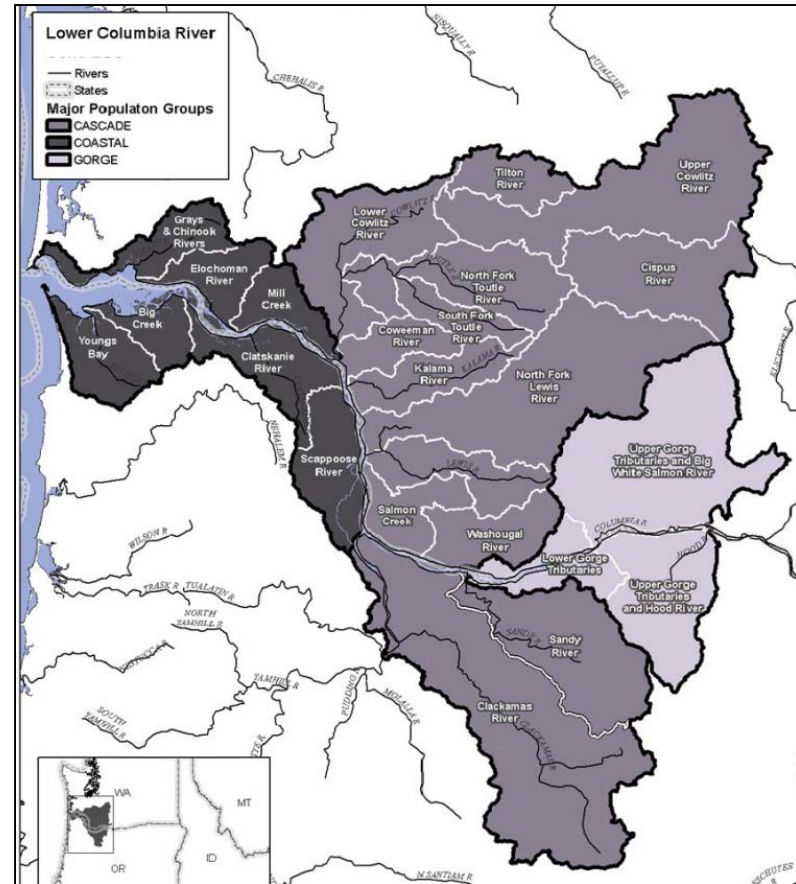 Lower Columbia River
Rivers
States
Major Populaton Groups
CASCADE
COASTAL
GORGE
NISQUALLY R
PUYALLUP R
CHEHALIS R
Tilton
River
Upper
Cowlitz
River
Lower
Cowlitz
River
COWLITZ R
Grays
& Chinook
Rivers
Elochoman
River
Mill
Creek
Big
Creek
Youngs
Bay
Clatskanie
River
Scappoose
River
North Fork
Toutle
River
Cispus
River
South Fork
Toutle
River
Coweeman
River
Kalama
River
KALAMA R
North Fork
Lewis
River
KLICKITAT R
NEHALEM R
LEWIS R
Upper Gorge
Tributaries and Big
White Salmon River
Salmon
Creek
Washougal
River
COLUMBIA R
Lower Gorge
Tributaries
HOOD R
Upper Gorge
Tributaries
and Hood River
WILSON R
TRASK R
TUALATIN R
NORTH
YAMHILL R
SANDY R
Sandy
River
YAMHILL R
PUDDING R
MOLALLA R
SOUTH
YAMHILL R
Clackamas
River
CLACKAMAS R
WA
MT
OR
ID
N SANTIAM R